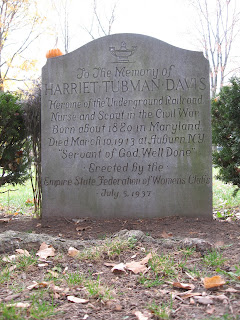 To The Memory of
HARRIET TUBMAN DAVIS
Heroine of the Underground Railroad
Nurse and Scout in the Civil War
Born about 1820 in Maryland
Died March 10, 1913 at Auburn, N.Y.
"Servant of God, Well Done"
Erected by the
Empire State Federation of Womens Clubs
July 5, 1937